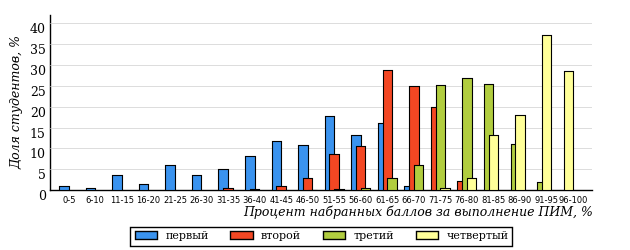 Доля студентов, %
40
35
30
25
20
15
10
5
0
0-5 6-10 11-15 16-20 21-25 26-30 31-35 36-40 41-45 46-50 51-55 56-60 61-65 66-70 71-75 76-80 81-85 86-90 91-95 96-100
Процент набранных баллов за выполнение ПИМ, %
первый второй третий четвертый